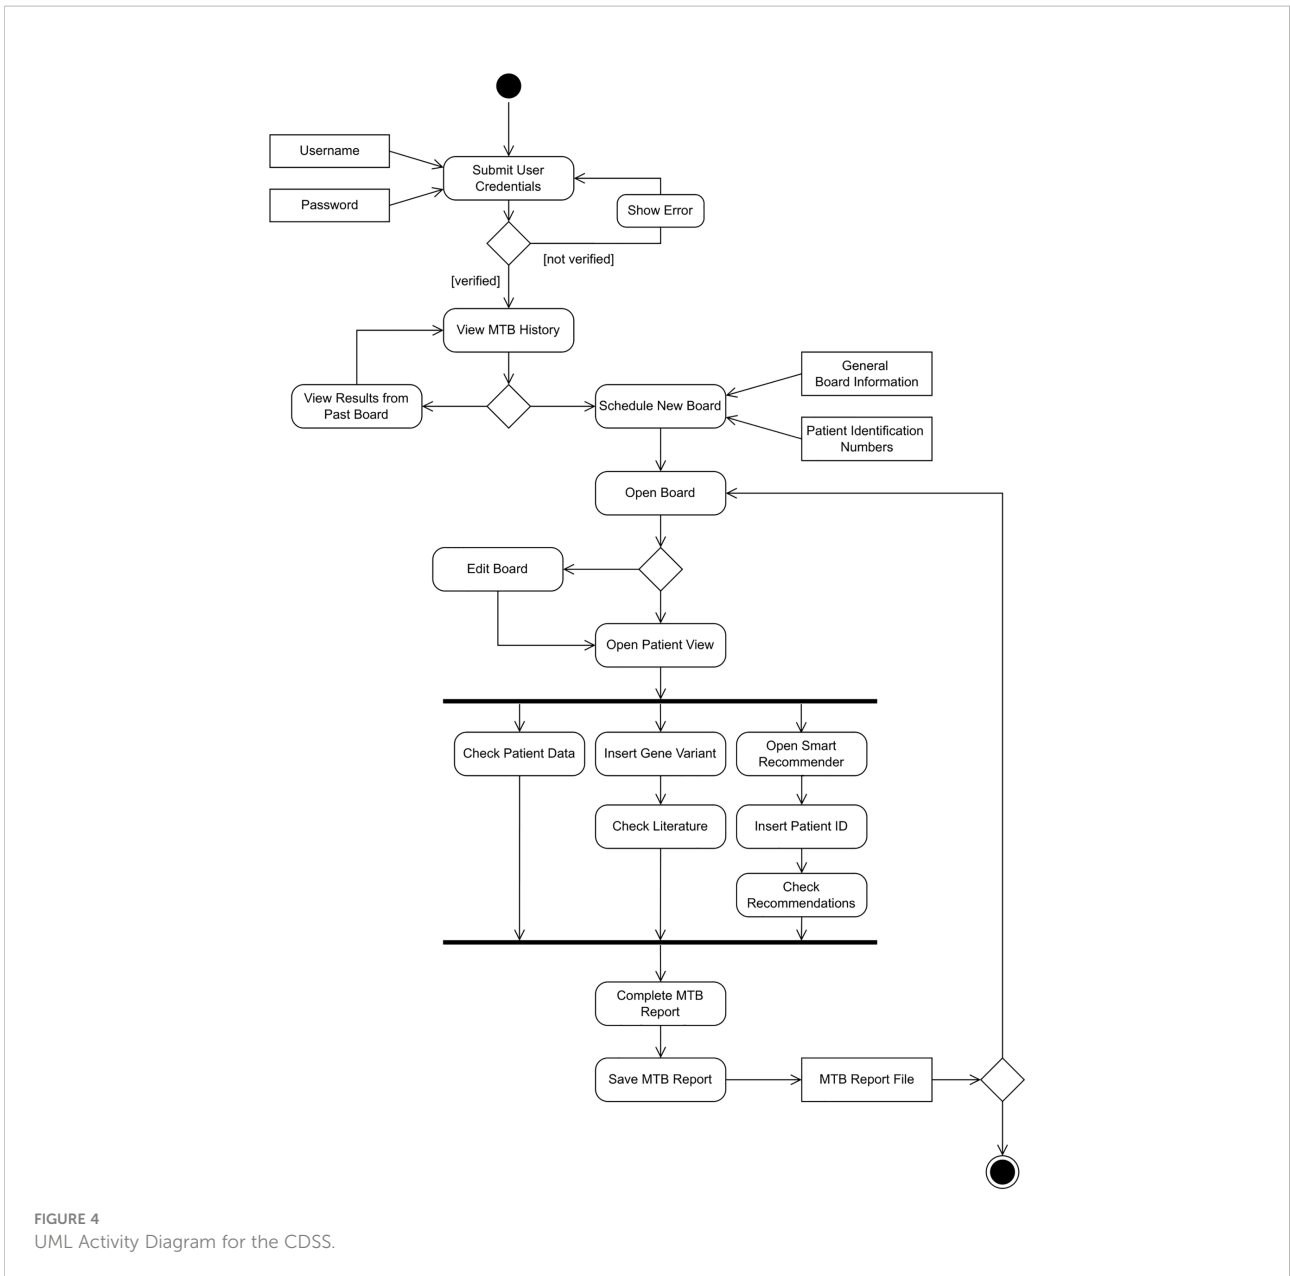 Username
Submit User
Credentials
Password
Show Error
[not verified]
[verified]
View MTB History
General
Board Information
View Results from
Past Board
Schedule New Board
Patient Identification
Numbers
Open Board
Edit Board
Open Patient View
Check Patient Data
Insert Gene Variant
Open Smart
Recommender
Check Literature
Insert Patient ID
Check
Recommendations
Complete MTB
Report
Save MTB Report
MTB Report File
FIGURE 4
UML Activity Diagram for the CDSS.